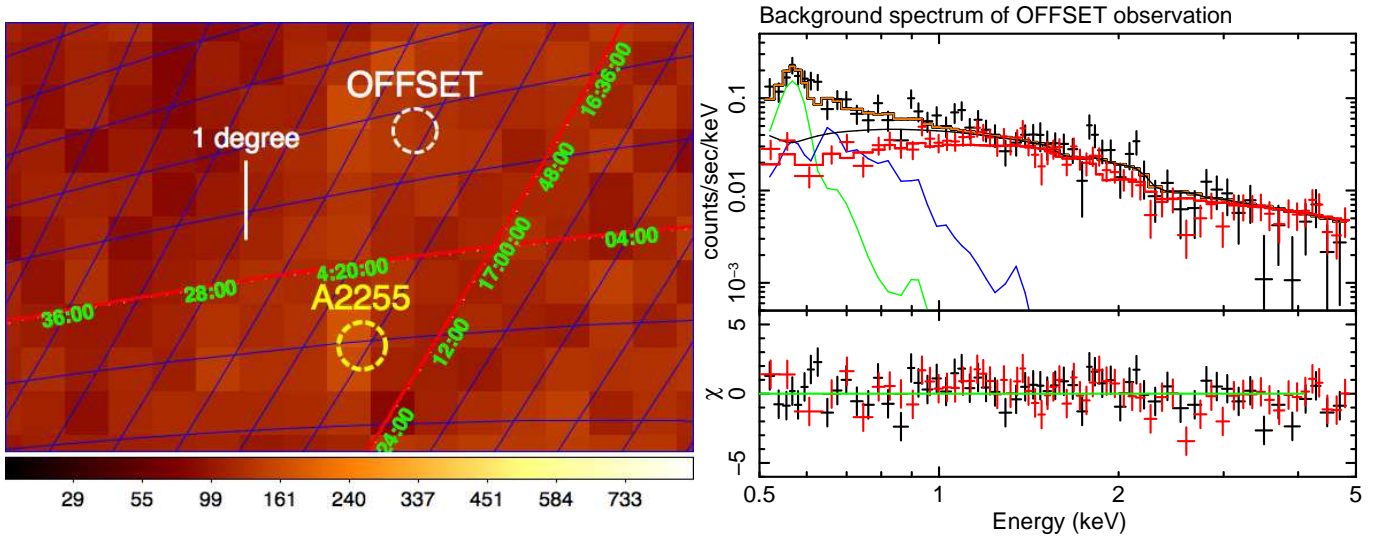 OFFSET
1 degree
16:36:00
48:00
17:00:00
04:00
4:20:00
28:00
36:00
A2255
12:00
24:00
29 55 99 161 240 337 451 584 733
Background spectrum of OFFSET observation
counts/sec/keV
0.1
0.01
10⁻³
χ
5
0
−5
0.5 1 2 5
Energy (keV)